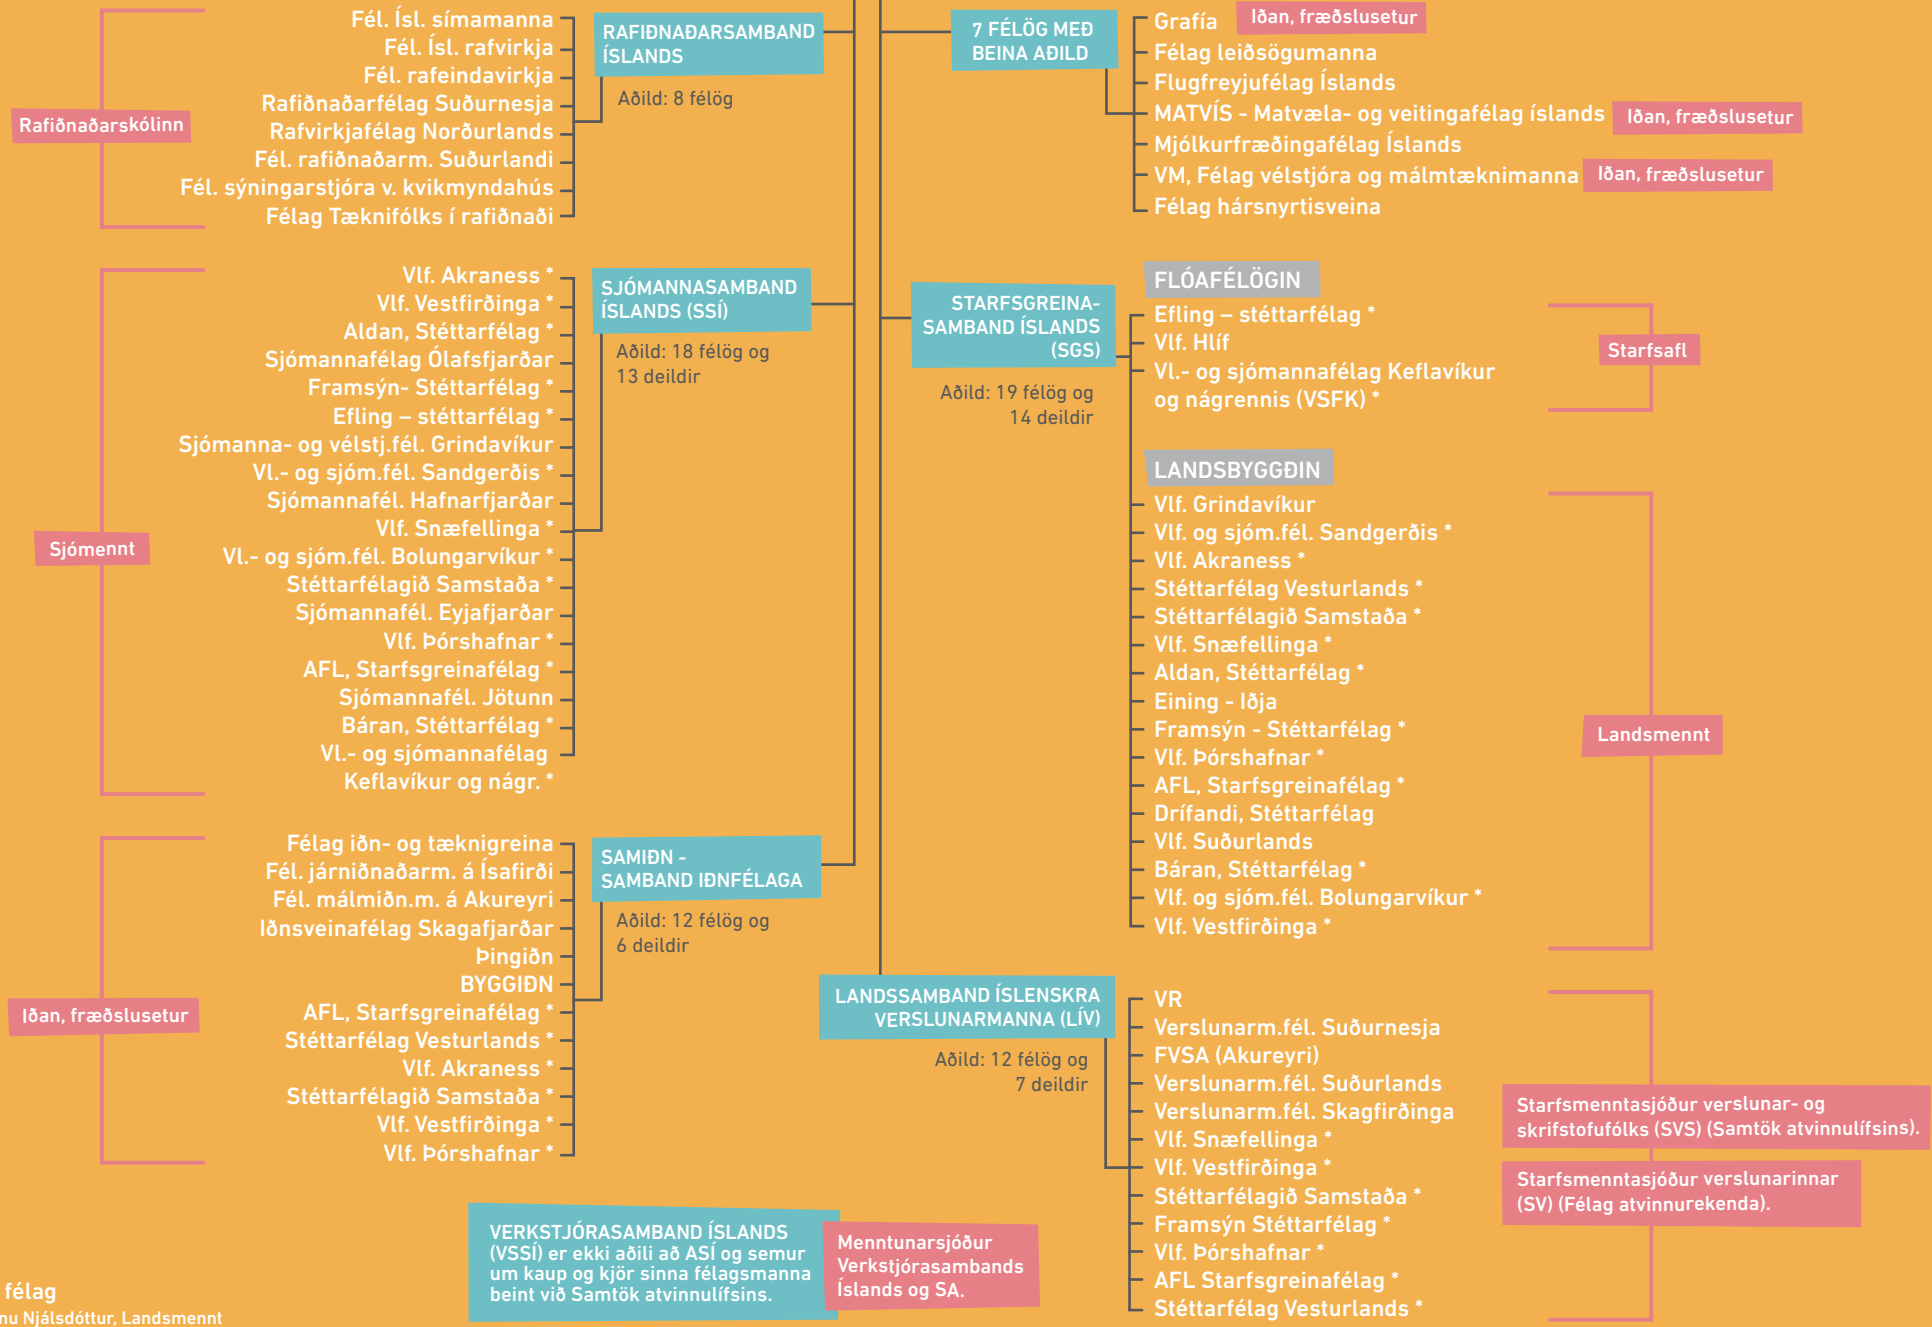 Fél. Ísl. símamanna
Fél. Ísl. rafvirkja
Fél. rafeindavirkja
Rafiðnaðarfélag Suðurnesja
Rafvirkjafélag Norðurlands
Fél. rafiðnaðarm. Suðurlandi
Fél. sýningarstjóra v. kvikmyndahús
Félag Tæknifólks í rafiðnaði
Rafiðnaðarskólinn
RAFIÐNAÐARSAMBAND
ÍSLANDS
Aðild: 8 félög
7 FÉLÖG MEÐ
BEINA AÐILD
Grafía
Iðan, fræðslusetur
Félag leiðsögumanna
Flugfreyjufélag Íslands
MATVÍS - Matvæla- og veitingafélag íslands
Iðan, fræðslusetur
Mjólkurfræðingafélag Íslands
VM, Félag vélstjóra og málmtæknimanna
Iðan, fræðslusetur
Félag hársnyrtisveina
Vlf. Akraness *
Vlf. Vestfirðinga *
Aldan, Stéttarfélag *
Sjómannafélag Ólafsfjarðar
Framsýn- Stéttarfélag *
Efling – stéttarfélag *
Sjómanna- og vélstj.fél. Grindavíkur
Vl.- og sjóm.fél. Sandgerðis *
Sjómannafél. Hafnarfjarðar
Vlf. Snæfellinga *
Vl.- og sjóm.fél. Bolungarvíkur *
Stéttarfélagið Samstaða *
Sjómannafél. Eyjafjarðar
Vlf. Þórshafnar *
AFL, Starfsgreinafélag *
Sjómannafél. Jötunn
Báran, Stéttarfélag *
Vl.- og sjómannafélag
Keflavíkur og nágr. *
Sjómennt
SJÓMANNASAMBAND
ÍSLANDS (SSÍ)
Aðild: 18 félög og
13 deildir
STARFSGREINA-
SAMBAND ÍSLANDS
(SGS)
Aðild: 19 félög og
14 deildir
FLÓAFÉLÖGIN
Efling – stéttarfélag *
Vlf. Hlíf
Vl.- og sjómannafélag Keflavíkur
og nágrennis (VSFK) *
Starfsafl
LANDSBYGGÐIN
Vlf. Grindavíkur
Vlf. og sjóm.fél. Sandgerðis *
Vlf. Akraness *
Stéttarfélag Vesturlands *
Stéttarfélagið Samstaða *
Vlf. Snæfellinga *
Aldan, Stéttarfélag *
Eining - Iðja
Framsýn - Stéttarfélag *
Vlf. Þórshafnar *
AFL, Starfsgreinafélag *
Drífandi, Stéttarfélag
Vlf. Suðurlands
Báran, Stéttarfélag *
Vlf. og sjóm.fél. Bolungarvíkur *
Vlf. Vestfirðinga *
Landsmennt
Félag iðn- og tæknigreina
Fél. járniðnaðarm. á Ísafirði
Fél. málmiðn.m. á Akureyri
Iðnsveinafélag Skagafjarðar
Þingiðn
BYGGIÐN
AFL, Starfsgreinafélag *
Stéttarfélag Vesturlands *
Vlf. Akraness *
Stéttarfélagið Samstaða *
Vlf. Vestfirðinga *
Vlf. Þórshafnar *
Iðan, fræðslusetur
SAMIÐN -
SAMBAND IÐNFÉLAGA
Aðild: 12 félög og
6 deildir
LANDSSAMBAND ÍSLENSKRA
VERSLUNARMANNA (LÍV)
Aðild: 12 félög og
7 deildir
VR
Verslunarm.fél. Suðurnesja
FVSA (Akureyri)
Verslunarm.fél. Suðurlands
Verslunarm.fél. Skagfirðinga
Vlf. Snæfellinga *
Vlf. Vestfirðinga *
Stéttarfélagið Samstaða *
Framsýn Stéttarfélag *
Vlf. Þórshafnar *
AFL Starfsgreinafélag *
Stéttarfélag Vesturlands *
Starfsmenntasjóður verslunar- og
skrifstofufólks (SVS) (Samtök atvinnulífsins).
Starfsmenntasjóður verslunarinnar
(SV) (Félag atvinnurekenda).
VERKSTJÓRASAMBAND ÍSLANDS
(VSSÍ) er ekki aðili að ASÍ og semur
um kaup og kjör sinna félagsmanna
beint við Samtök atvinnulífsins.
Menntunarsjóður
Verkstjórasambands
Íslands og SA.
félag
nu Njálsdóttur, Landsmennt